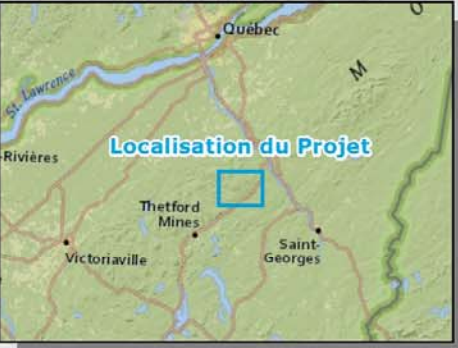 Québec
M
O
St. Lawrence
-Rivières
Localisation du Projet
Thetford
Mines
Victoriaville
Saint-
Georges